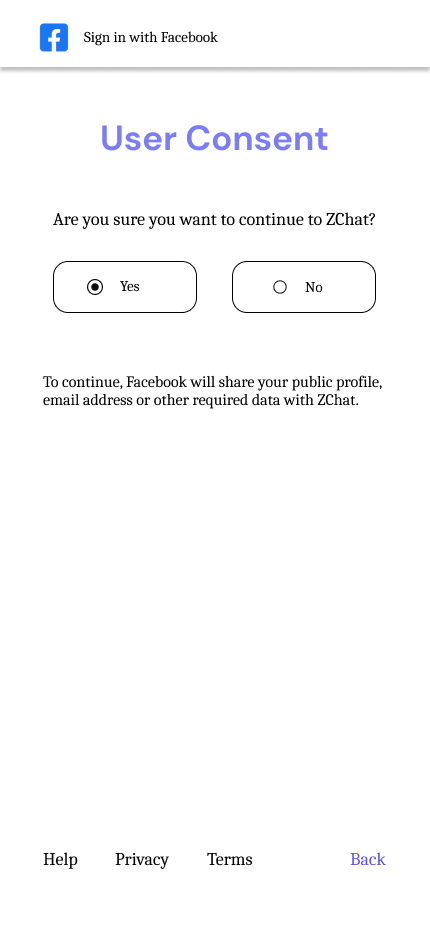 Sign in with Facebook
User Consent
Are you sure you want to continue to ZChat?
Yes
No
To continue, Facebook will share your public profile,
email address or other required data with ZChat.
Help Privacy Terms Back